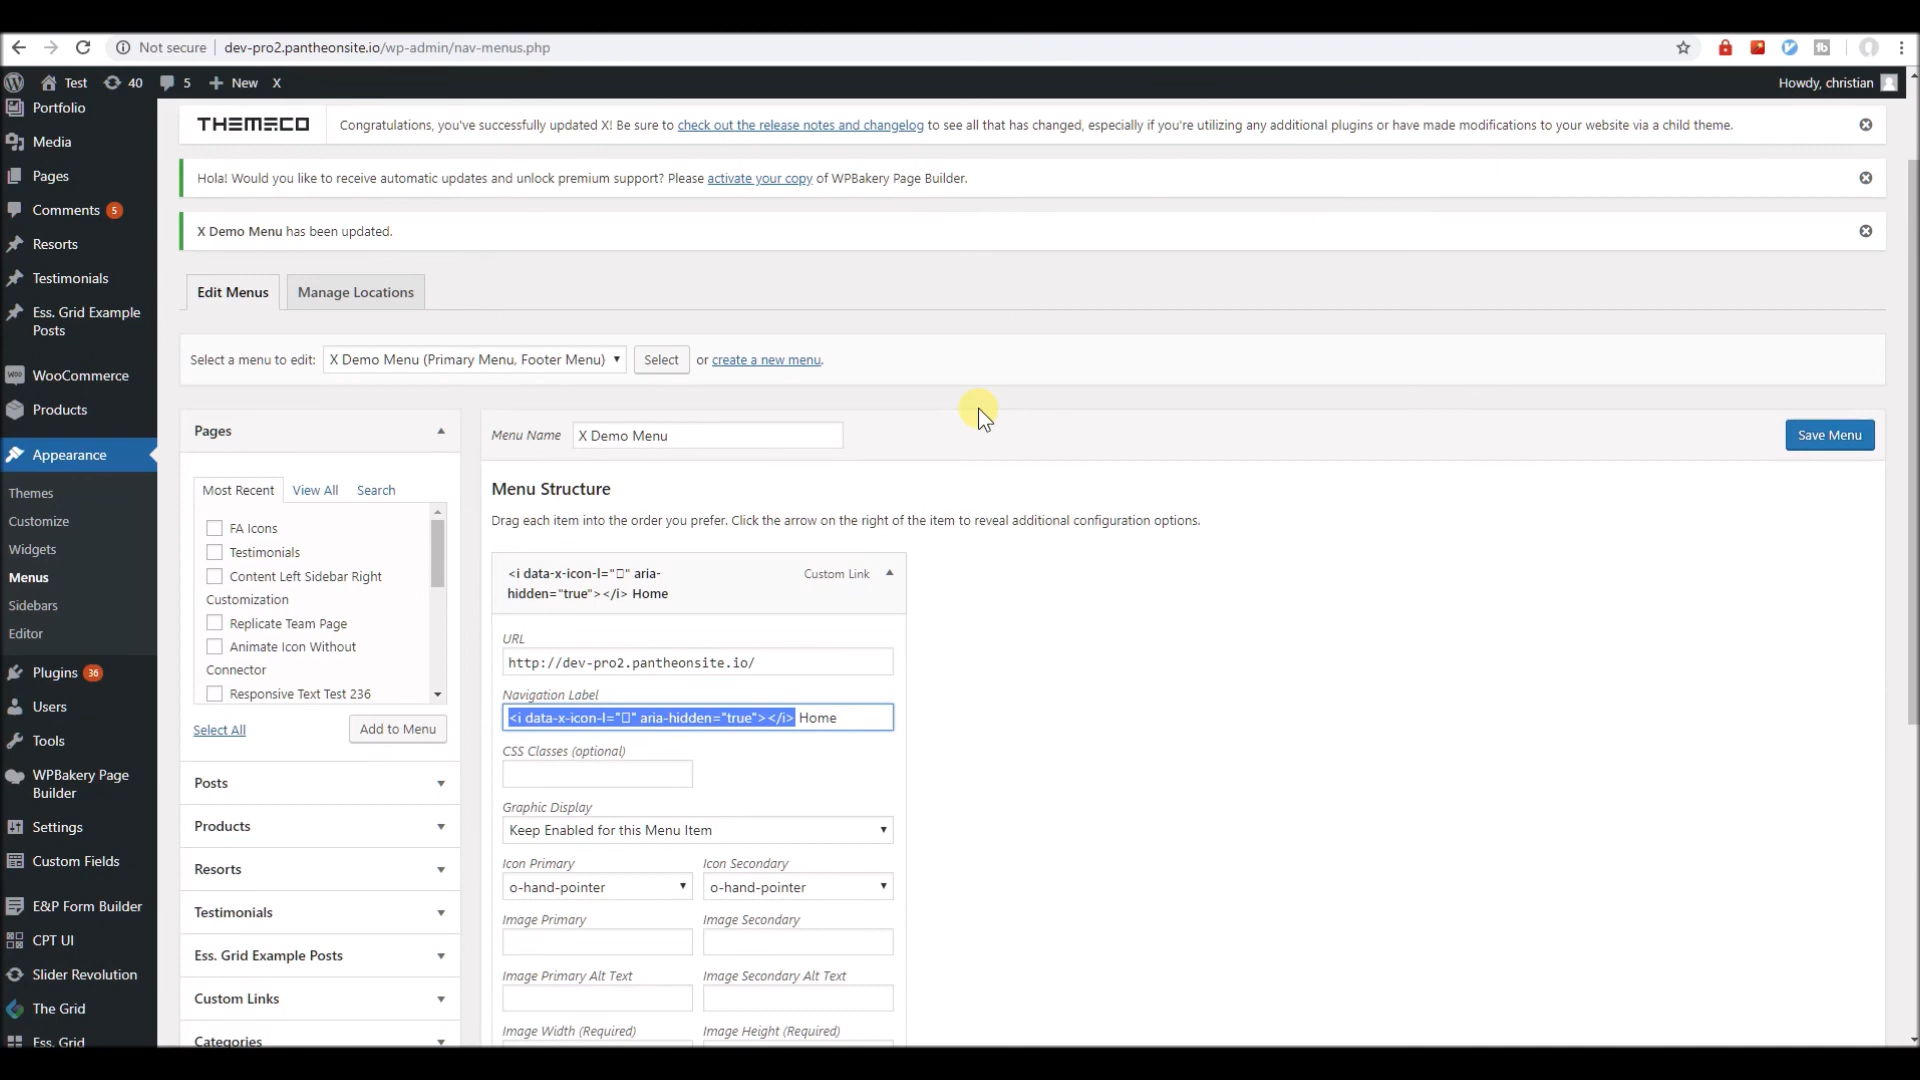 Not secure
dev-pro2.pantheonsite.io/wp-admin/nav-menus.php
Test
40
5
New
X
Howdy, christian
Portfolio
Media
Pages
Comments 5
Resorts
Testimonials
Ess. Grid Example
Posts
WooCommerce
Products
Appearance
Themes
Customize
Widgets
Menus
Sidebars
Editor
Plugins 36
Users
Tools
WPBakery Page
Builder
Settings
Custom Fields
E&P Form Builder
CPT UI
Slider Revolution
The Grid
Ess. Grid
THEMECO
Congratulations, you've successfully updated X! Be sure to check out the release notes and changelog to see all that has changed, especially if you're utilizing any additional plugins or have made modifications to your website via a child theme.
Hola! Would you like to receive automatic updates and unlock premium support? Please activate your copy of WPBakery Page Builder.
X Demo Menu has been updated.
Edit Menus
Manage Locations
Select a menu to edit:
X Demo Menu (Primary Menu, Footer Menu)
Select
or create a new menu.
Pages
Most Recent
View All
Search
FA Icons
Testimonials
Content Left Sidebar Right
Customization
Replicate Team Page
Animate Icon Without
Connector
Responsive Text Test 236
Select All
Add to Menu
Posts
Products
Resorts
Testimonials
Ess. Grid Example Posts
Custom Links
Categories
Menu Name
X Demo Menu
Save Menu
Menu Structure
Drag each item into the order you prefer. Click the arrow on the right of the item to reveal additional configuration options.
<i data-x-icon-l="" aria-
hidden="true"></i> Home
Custom Link
URL
http://dev-pro2.pantheonsite.io/
Navigation Label
<i data-x-icon-l="" aria-hidden="true"></i> Home
CSS Classes (optional)
Graphic Display
Keep Enabled for this Menu Item
Icon Primary
Icon Secondary
o-hand-pointer
o-hand-pointer
Image Primary
Image Secondary
Image Primary Alt Text
Image Secondary Alt Text
Image Width (Required)
Image Height (Required)